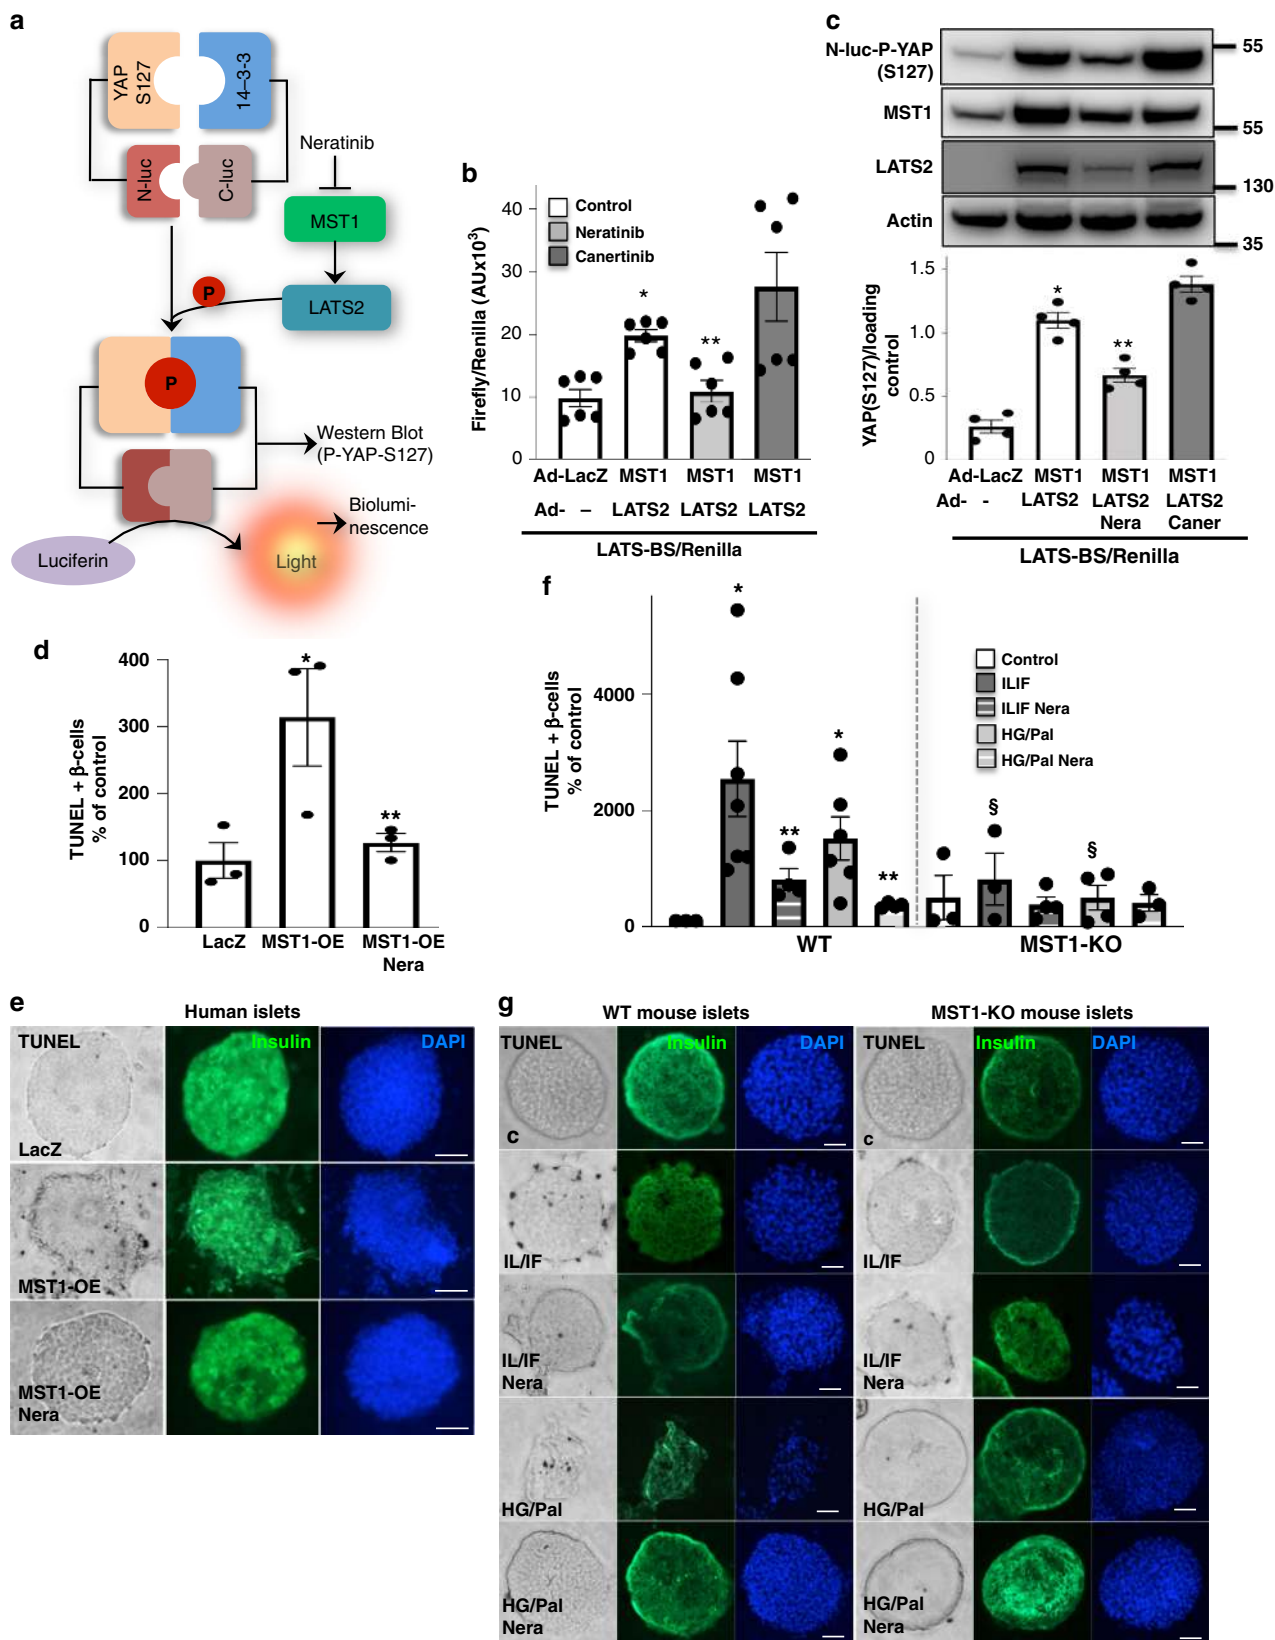 a
YAP
S127
14–3-3
N-luc
C-luc
Neratinib
MST1
LATS2
P
P
Western Blot
(P-YAP-S127)
Biolumi-
nescence
Luciferin
Light
b
Firefly/Renilla (AUx10³)
40
30
20
10
0
Control
Neratinib
Canertinib
*
**
Ad-LacZ MST1 MST1 MST1
Ad- – LATS2 LATS2 LATS2
LATS-BS/Renilla
c
N-luc-P-YAP
(S127)
55
MST1
55
LATS2
130
Actin
35
YAP(S127)/loading
control
1.5
1.0
0.5
0
*
**
Ad-LacZ MST1 MST1 MST1
Ad- - LATS2 LATS2 LATS2
Nera Caner
LATS-BS/Renilla
d
TUNEL + β-cells
% of control
400
300
200
100
0
*
**
LacZ MST1-OE MST1-OE
Nera
f
TUNEL + β-cells
% of control
4000
2000
0
*
**
*
**
§
§
Control
ILIF
ILIF Nera
HG/Pal
HG/Pal Nera
WT MST1-KO
e
Human islets
TUNEL Insulin DAPI
LacZ
MST1-OE
MST1-OE
Nera
g
WT mouse islets MST1-KO mouse islets
TUNEL Insulin DAPI TUNEL Insulin DAPI
c c
IL/IF IL/IF
IL/IF IL/IF
Nera Nera
HG/Pal HG/Pal
HG/Pal HG/Pal
Nera Nera